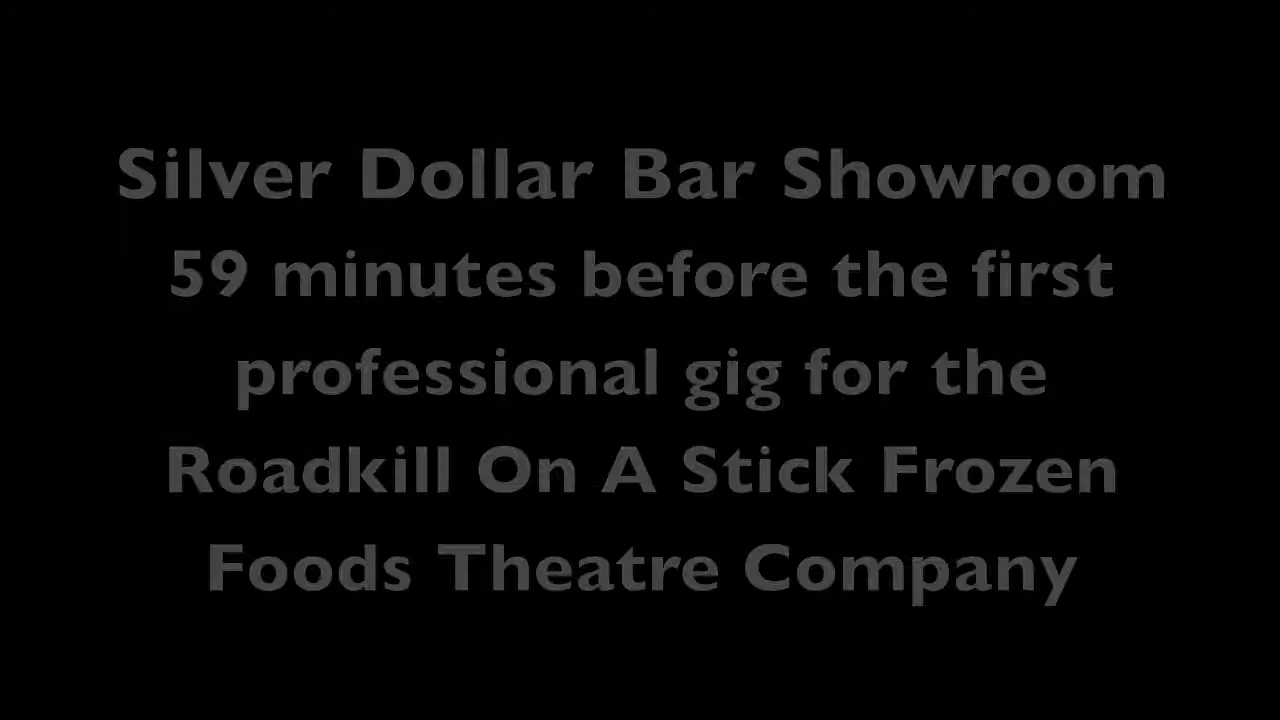 Silver Dollar Bar Showroom
59 minutes before the first
professional gig for the
Roadkill On A Stick Frozen
Foods Theatre Company